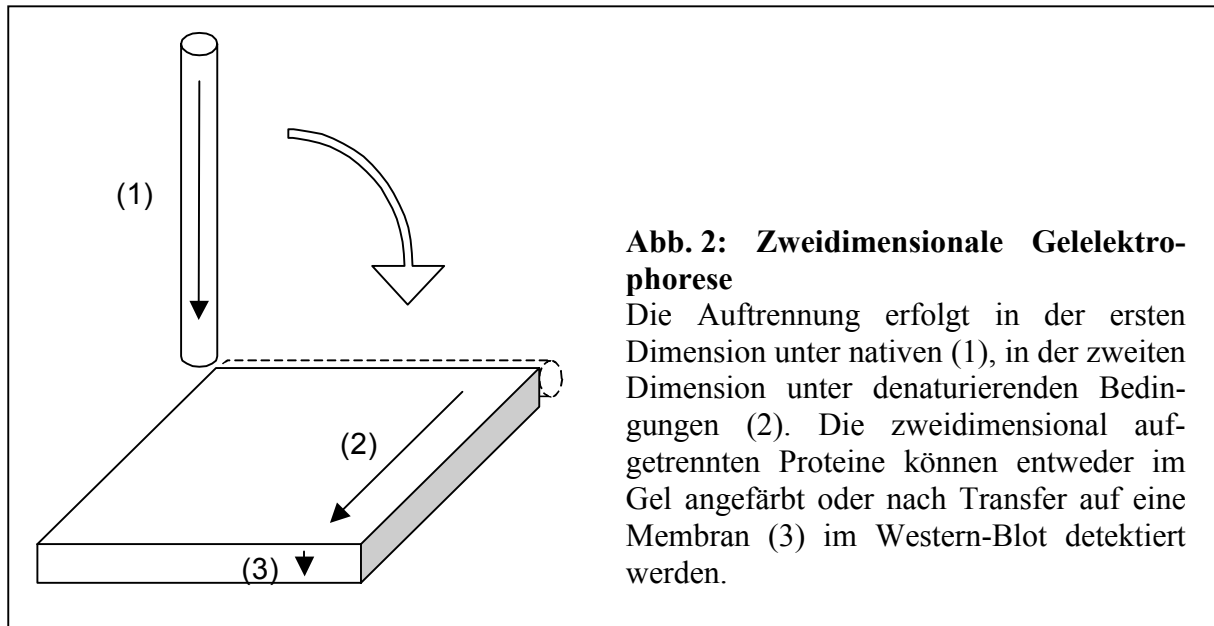 (1)
(2)
(3)
Abb. 2: Zweidimensionale Gelelektro-
phorese
Die Auftrennung erfolgt in der ersten
Dimension unter nativen (1), in der zweiten
Dimension unter denaturierenden Bedin-
gungen (2). Die zweidimensional auf-
getrennten Proteine können entweder im
Gel angefärbt oder nach Transfer auf eine
Membran (3) im Western-Blot detektiert
werden.